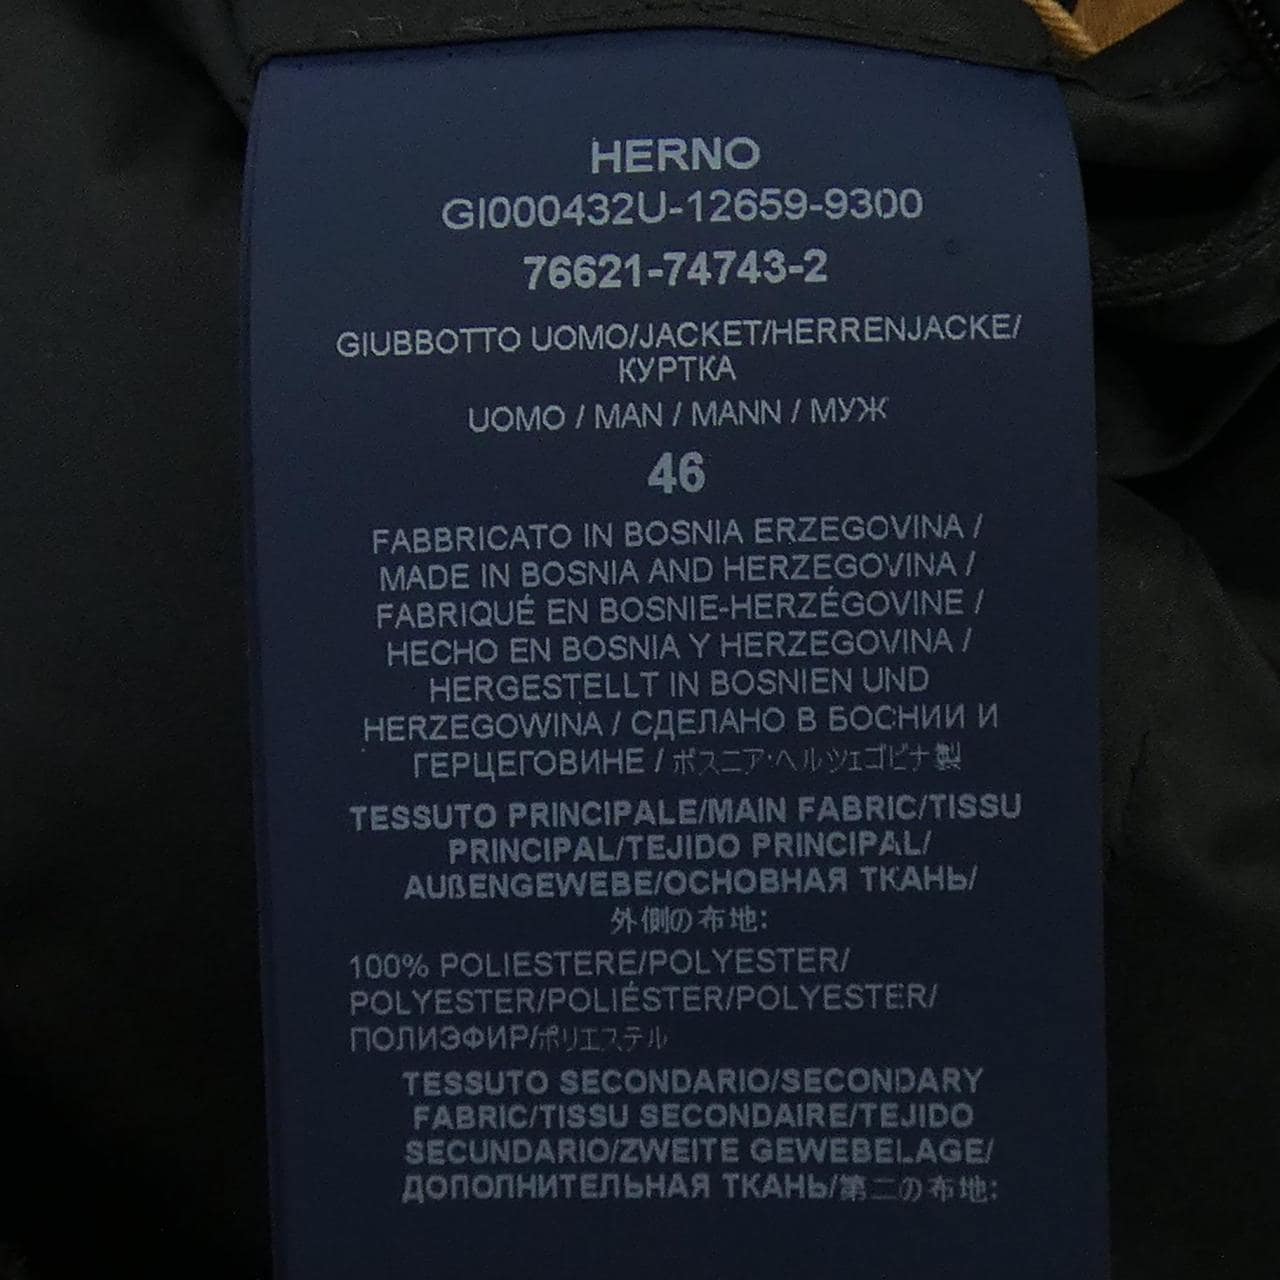 HERNO
GI000432U-12659-9300
76621-74743-2
GIUBBOTTO UOMO/JACKET/HERRENJACKE/
КУРТКА
UOMO / MAN / MANN / МУЖ
46
FABBRICATO IN BOSNIA ERZEGOVINA /
MADE IN BOSNIA AND HERZEGOVINA /
FABRIQUÉ EN BOSNIE-HERZÉGOVINE /
HECHO EN BOSNIA Y HERZEGOVINA /
HERGESTELLT IN BOSNIEN UND
HERZEGOWINA / СДЕЛАНО В БОСНИИ И
ГЕРЦЕГОВИНЕ / ボスニア・ヘルツェゴビナ製
TESSUTO PRINCIPALE/MAIN FABRIC/TISSU
PRINCIPAL/TEJIDO PRINCIPAL/
AUßENGEWEBE/ОСНОВНАЯ ТКАНЬ/
外側の布地:
100% POLIESTERE/POLYESTER/
POLYESTER/POLIÉSTER/POLYESTER/
ПОЛИЭФИР/ポリエステル
TESSUTO SECONDARIO/SECONDARY
FABRIC/TISSU SECONDAIRE/TEJIDO
SECUNDARIO/ZWEITE GEWEBELAGE/
ДОПОЛНИТЕЛЬНАЯ ТКАНЬ/第二の布地: